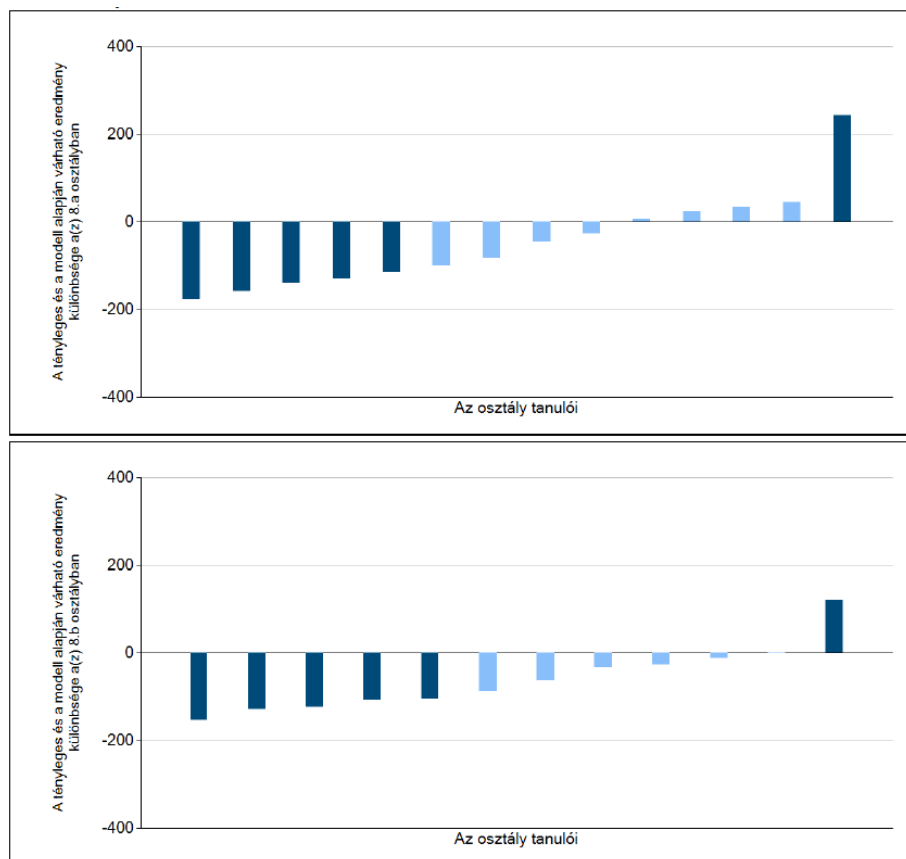 A tényleges és a modell alapján várható eredmény
különbsége a(z) 8.a osztályban
400
200
0
-200
-400
Az osztály tanulói
A tényleges és a modell alapján várható eredmény
különbsége a(z) 8.b osztályban
400
200
0
-200
-400
Az osztály tanulói